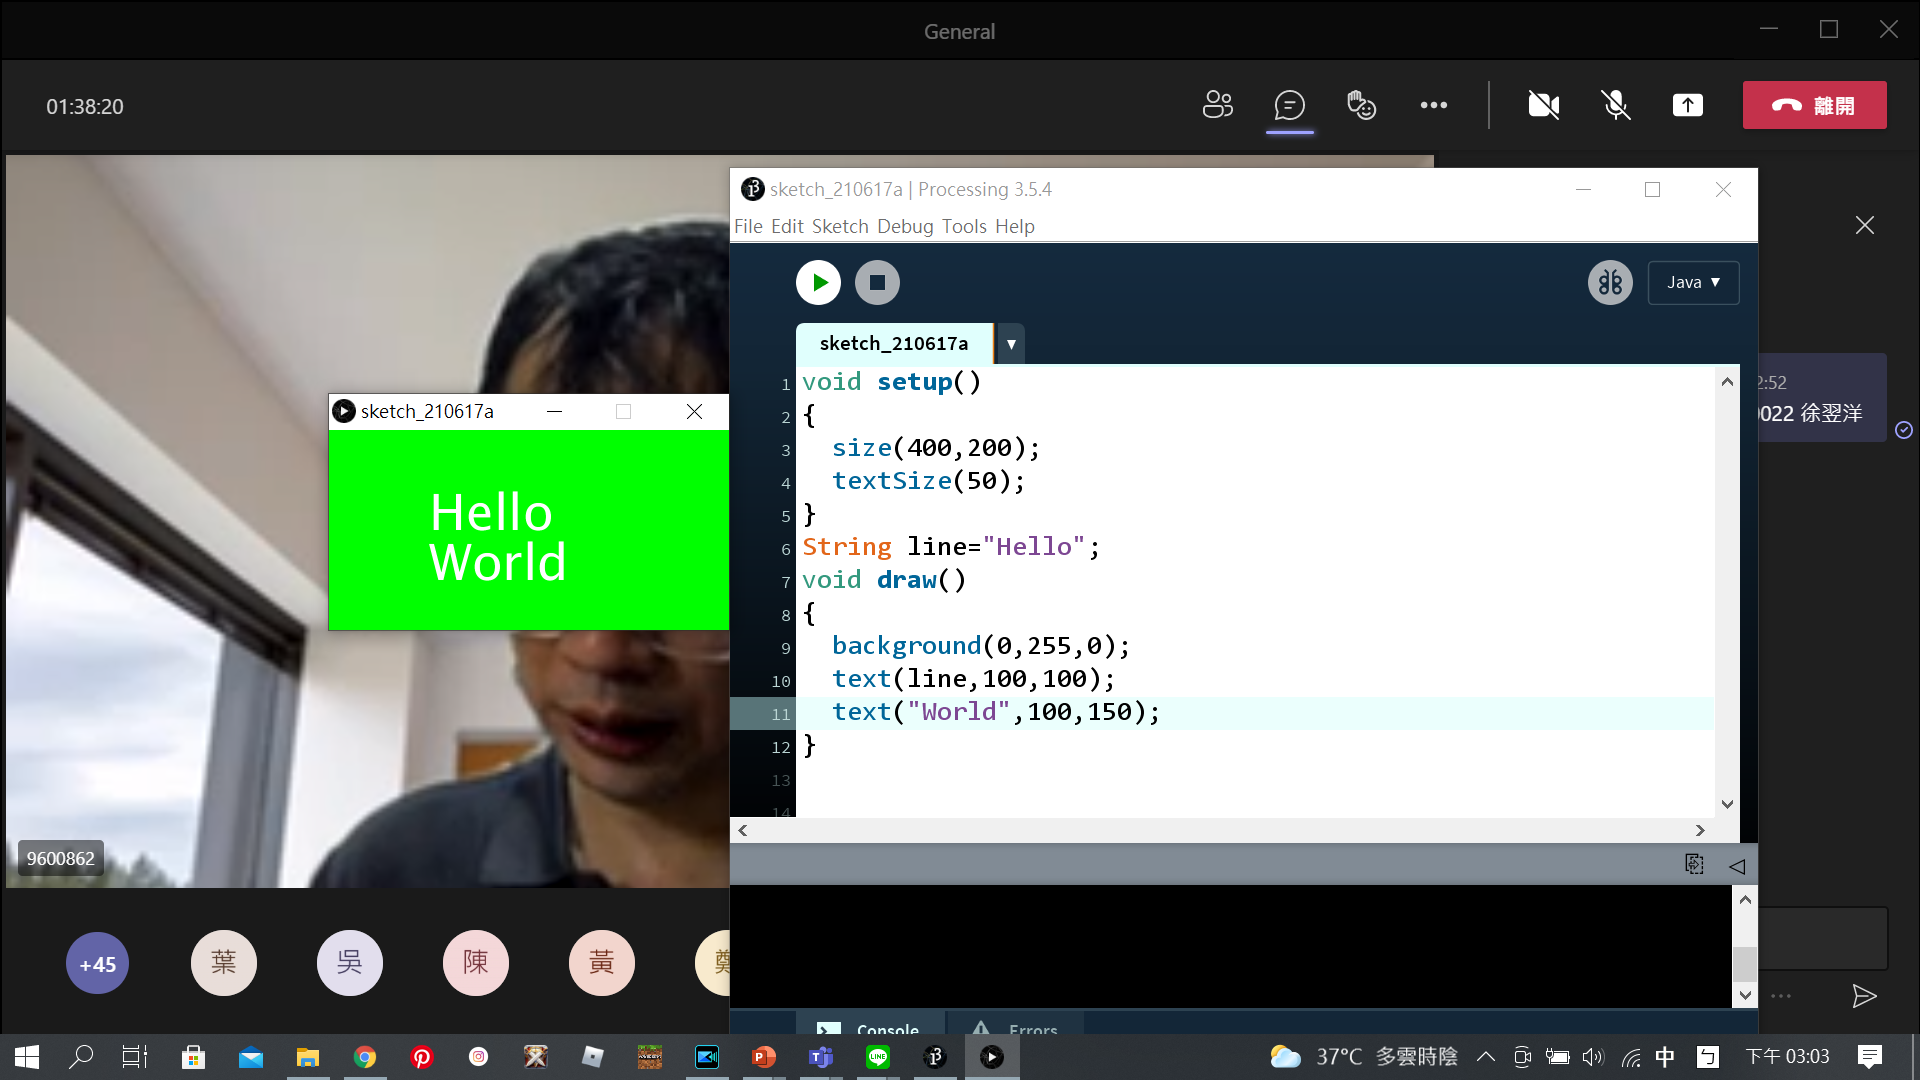 General
01:38:20
離開
sketch_210617a | Processing 3.5.4
File Edit Sketch Debug Tools Help
Java
sketch_210617a
1 void setup()
2 {
3 size(400,200);
4 textSize(50);
5 }
6 String line="Hello";
7 void draw()
8 {
9 background(0,255,0);
10 text(line,100,100);
11 text("World",100,150);
12 }
13
14
sketch_210617a
Hello
World
2:52
0022 徐翌洋
9600862
+45
葉
吳
陳
黃
鄭
Console
Errors
37°C 多雲時陰
中
下午 03:03